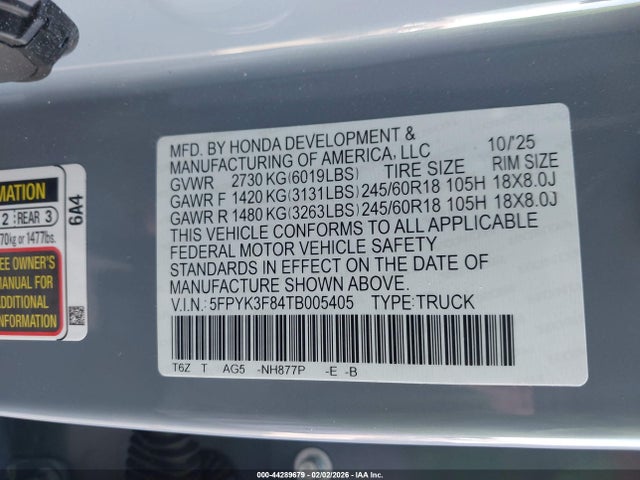 MFD. BY HONDA DEVELOPMENT &
MANUFACTURING OF AMERICA, LLC 10/'25
GVWR 2730 KG(6019LBS) TIRE SIZE RIM SIZE
GAWR F 1420 KG(3131LBS) 245/60R18 105H 18X8.0J
GAWR R 1480 KG(3263LBS) 245/60R18 105H 18X8.0J
THIS VEHICLE CONFORMS TO ALL APPLICABLE
FEDERAL MOTOR VEHICLE SAFETY
STANDARDS IN EFFECT ON THE DATE OF
MANUFACTURE SHOWN ABOVE.
V.I.N.: 5FPYK3F84TB005405 TYPE:TRUCK
T6Z T AG5 -NH877P -E -B
2 REAR 3
or 1477lbs.
OWNER'S
MANUAL FOR
ADDITIONAL
INFORMATION
6A4
000-44289679 - 02/02/2026 - IAA Inc.